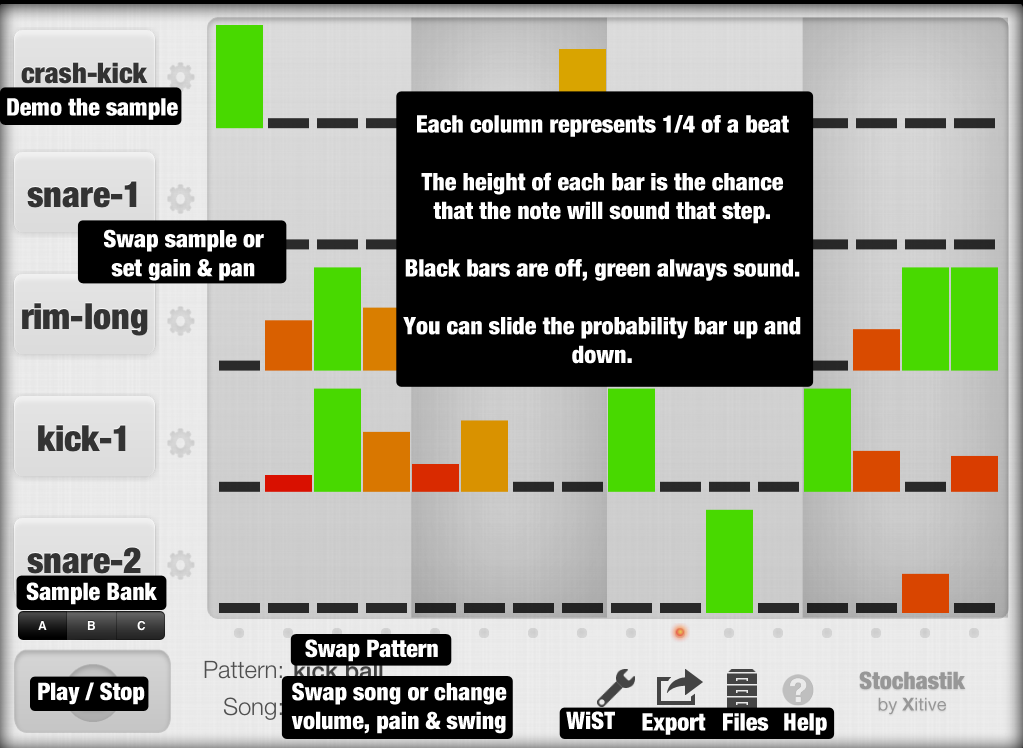 crash-kick
Demo the sample
snare-1
Swap sample or
set gain & pan
rim-long
kick-1
snare-2
Sample Bank
A B C
Play / Stop
Each column represents 1/4 of a beat
The height of each bar is the chance
that the note will sound that step.
Black bars are off, green always sound.
You can slide the probability bar up and
down.
Swap Pattern
Pattern: kick ball
Song:
Swap song or change
volume, pain & swing
WiST Export Files Help
Stochastik
by Xitive